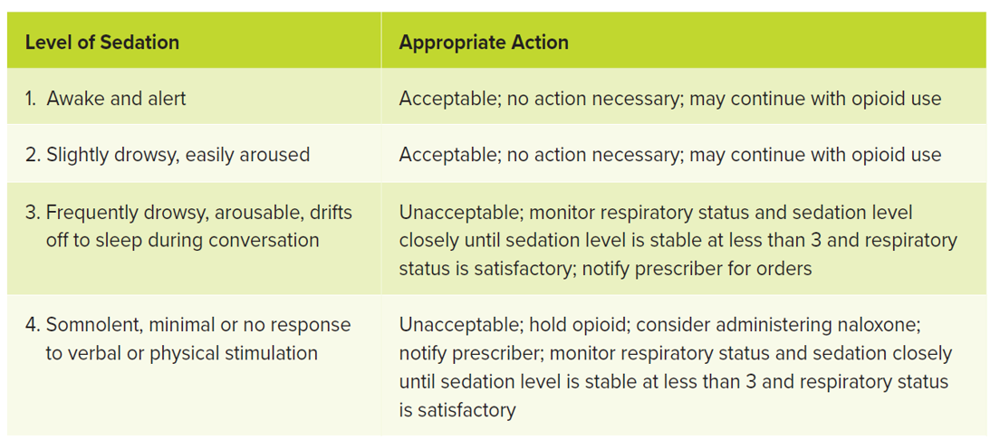 Level of Sedation
Appropriate Action
1. Awake and alert
Acceptable; no action necessary; may continue with opioid use
2. Slightly drowsy, easily aroused
Acceptable; no action necessary; may continue with opioid use
3. Frequently drowsy, arousable, drifts
off to sleep during conversation
Unacceptable; monitor respiratory status and sedation level
closely until sedation level is stable at less than 3 and respiratory
status is satisfactory; notify prescriber for orders
4. Somnolent, minimal or no response
to verbal or physical stimulation
Unacceptable; hold opioid; consider administering naloxone;
notify prescriber; monitor respiratory status and sedation closely
until sedation level is stable at less than 3 and respiratory status
is satisfactory